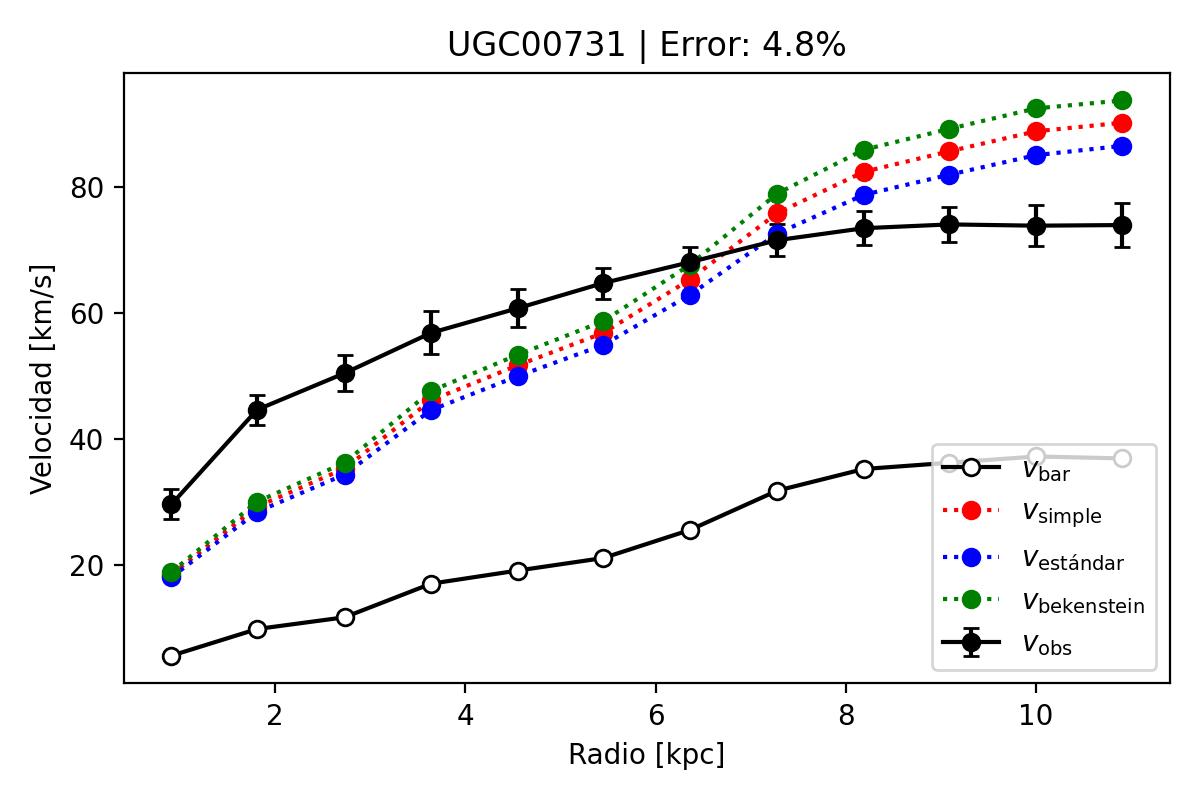 UGC00731 | Error: 4.8%
Velocidad [km/s]
80
60
40
20
2 4 6 8 10
Radio [kpc]
v_bar
v_simple
v_estándar
v_bekenstein
v_obs